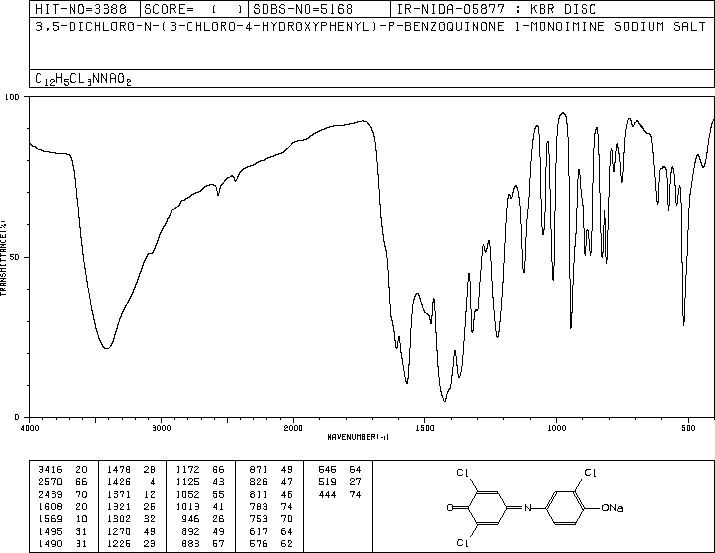 HIT-NO=3388 SCORE= ( ) SDBS-NO=5168 IR-NIDA-05877 : KBR DISC
3,5-DICHLORO-N-(3-CHLORO-4-HYDROXYPHENYL)-P-BENZOQUINONE 1-MONOIMINE SODIUM SALT
C12H5CL3NNAO2
100
TRANSMITTANCE(%)
50
0
4000 3000 2000 1500 1000 500
WAVENUMBER(-1)
3416 20 1478 28 1172 66 871 49 545 64
2570 66 1426 4 1125 43 826 47 519 27
2439 70 1371 12 1052 55 811 46 444 74
1608 20 1321 25 1013 41 783 74
1569 10 1302 32 946 26 753 70
1495 31 1270 49 892 49 617 64
1490 31 1225 23 883 57 576 62
Cl
Cl
O
N
ONa
Cl